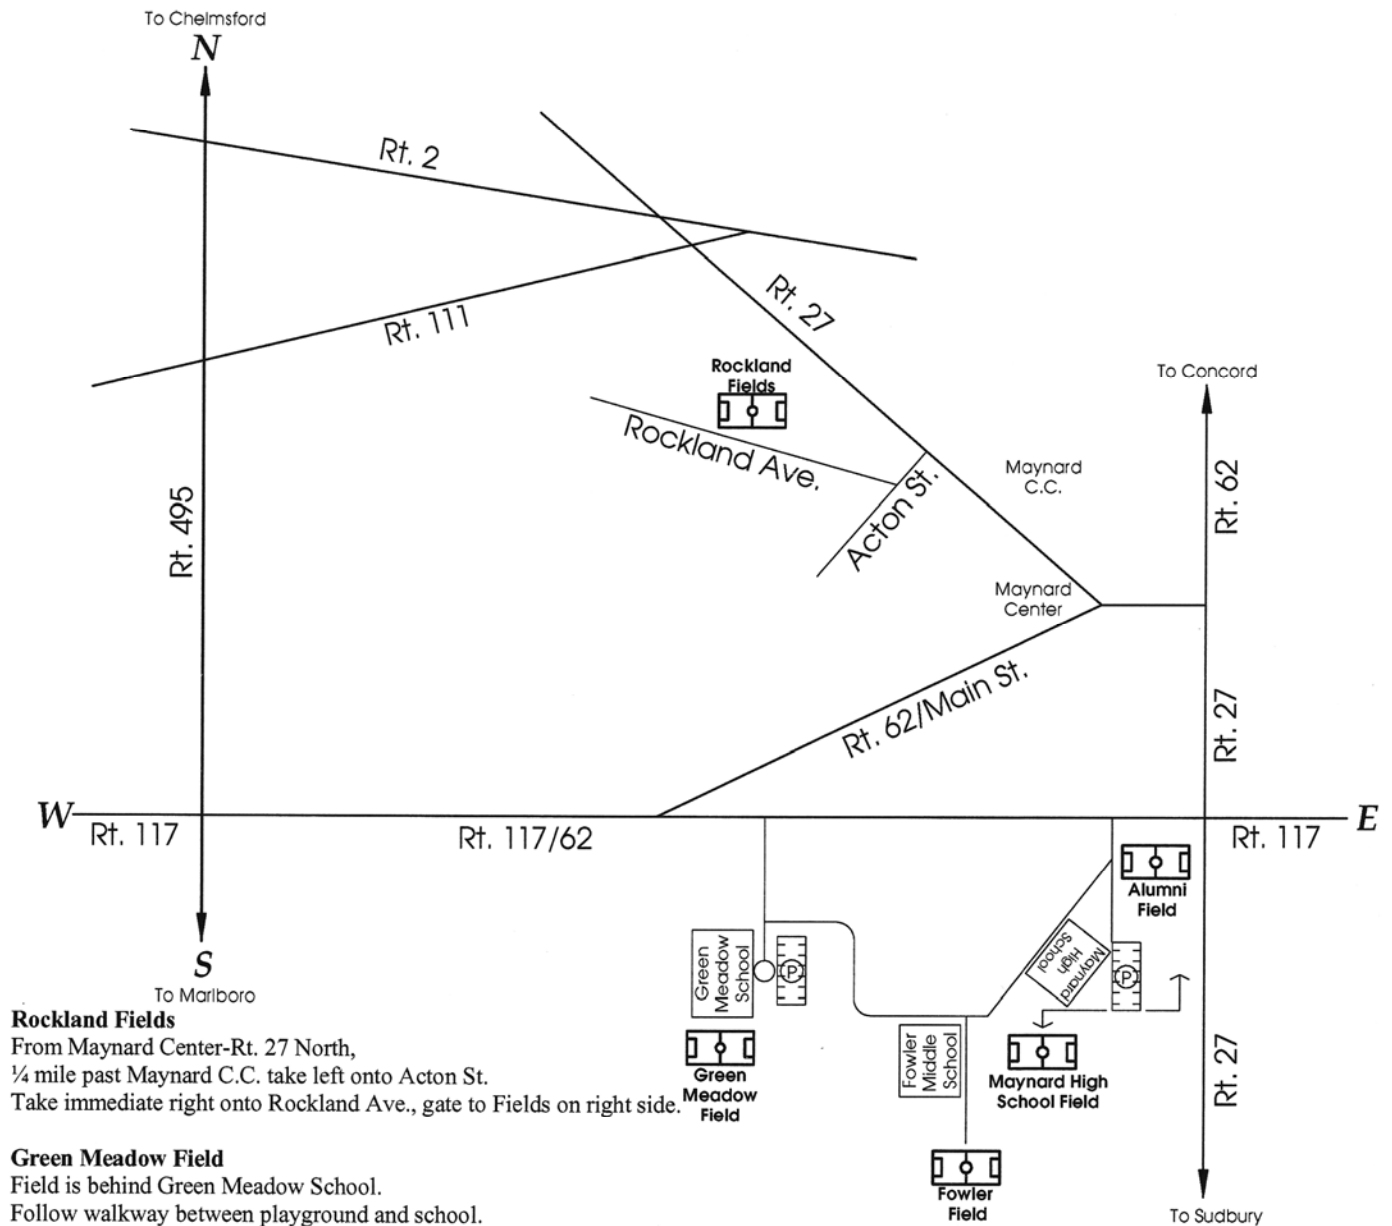 To Chelmsford
N
Rt. 2
Rt. 111
Rt. 27
Rockland
Fields
Rockland Ave.
Acton St.
Maynard
C.C.
To Concord
Rt. 62
Rt. 495
Maynard
Center
Rt. 62/Main St.
Rt. 27
W
E
Rt. 117
Rt. 117/62
Rt. 117
Alumni
Field
Green
Meadow
School
P
Maynard
High
School
P
S
To Marlboro
Green
Meadow
Field
Fowler
Middle
School
Maynard High
School Field
Rt. 27
Fowler
Field
To Sudbury
Rockland Fields
From Maynard Center-Rt. 27 North,
¼ mile past Maynard C.C. take left onto Acton St.
Take immediate right onto Rockland Ave., gate to Fields on right side.
Green Meadow Field
Field is behind Green Meadow School.
Follow walkway between playground and school.